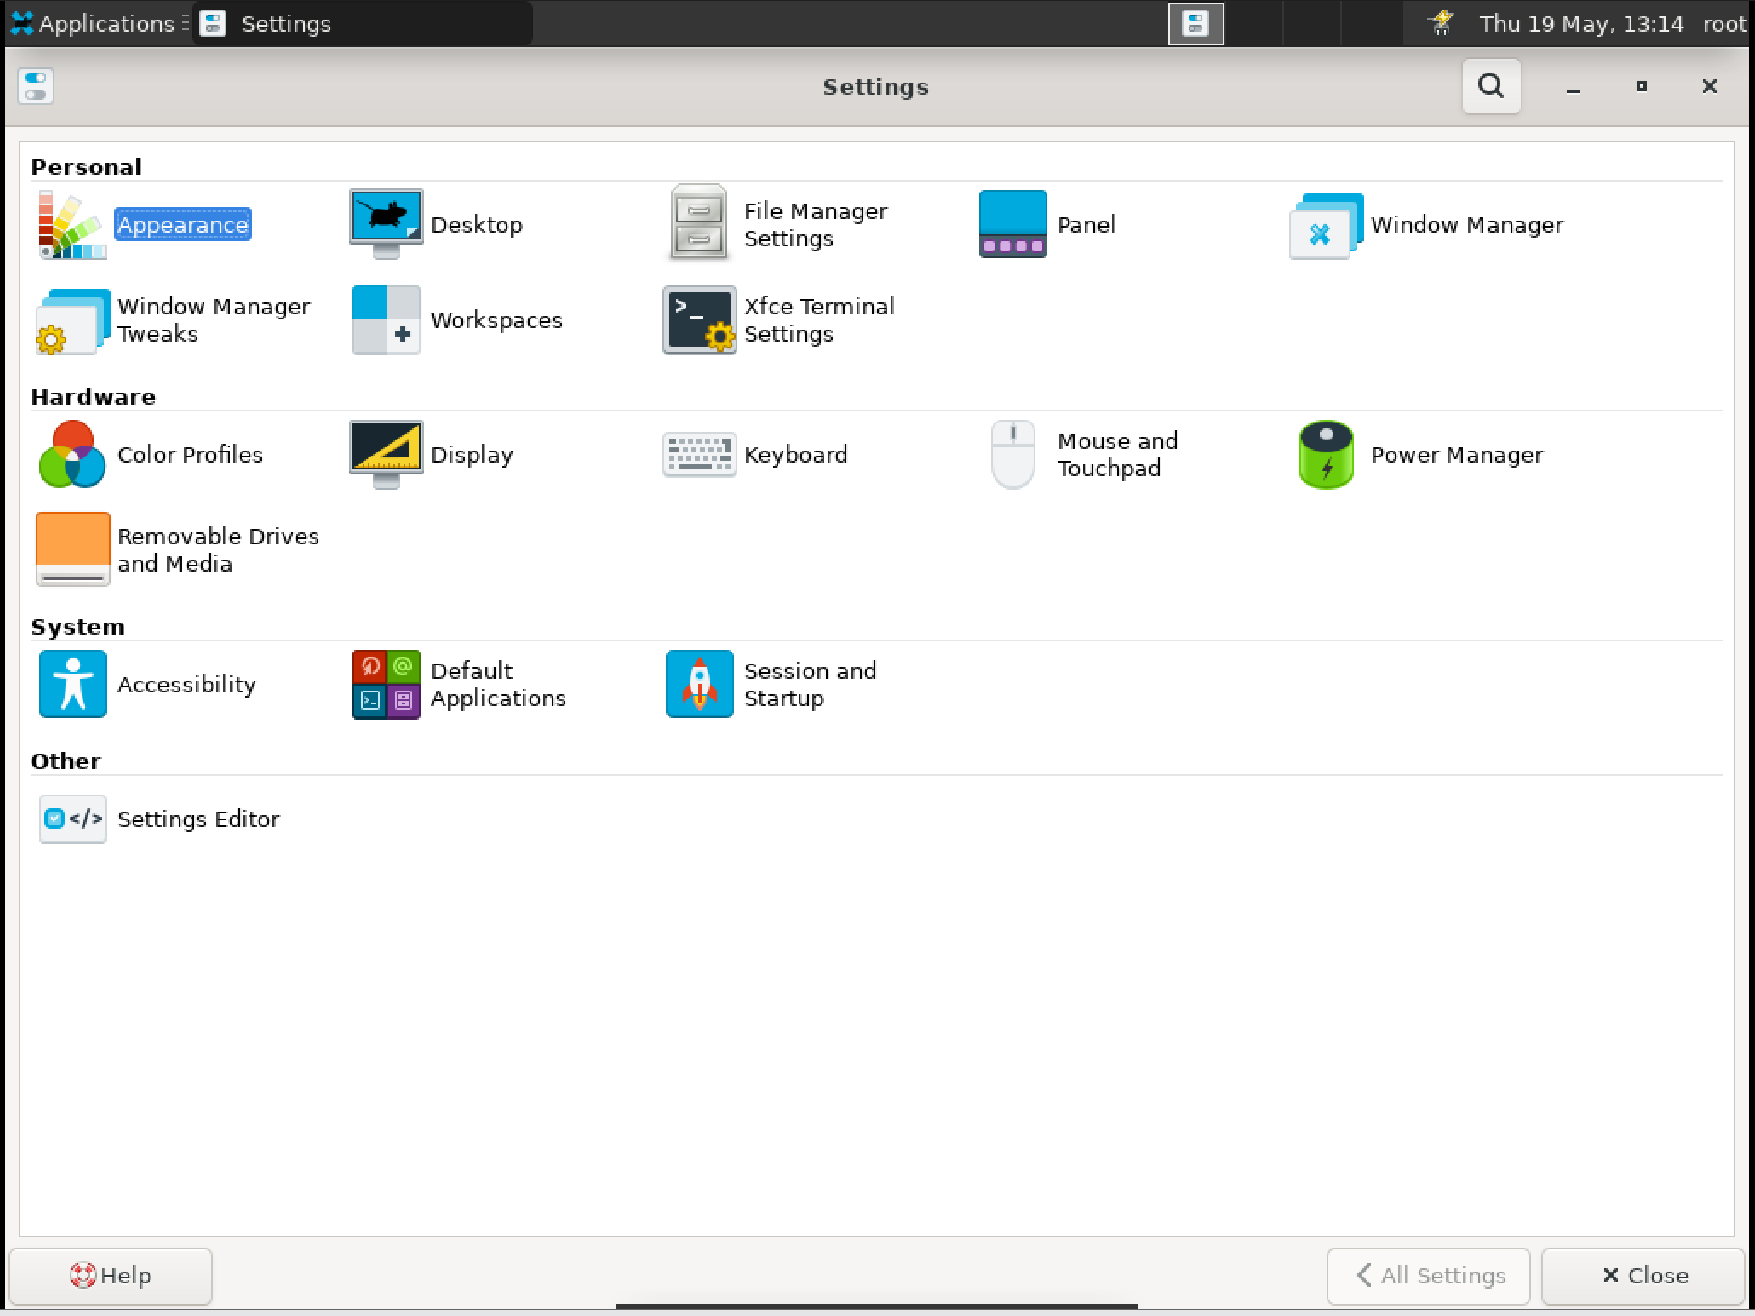 Applications Settings Thu 19 May, 13:14 root
Settings
Personal
Appearance
Desktop
File Manager
Settings
Panel
Window Manager
Window Manager
Tweaks
Workspaces
Xfce Terminal
Settings
Hardware
Color Profiles
Display
Keyboard
Mouse and
Touchpad
Power Manager
Removable Drives
and Media
System
Accessibility
Default
Applications
Session and
Startup
Other
Settings Editor
Help
All Settings
Close